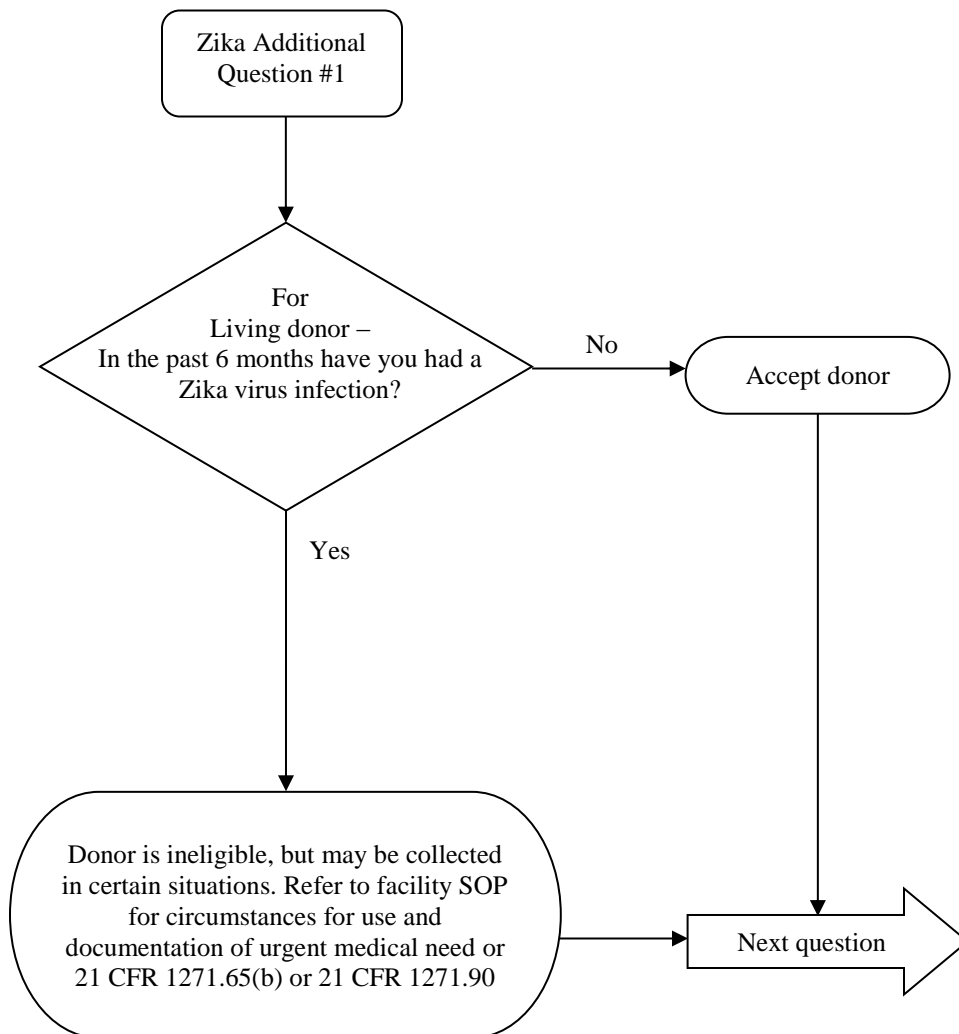 Zika Additional
Question #1
For
Living donor –
In the past 6 months have you had a
Zika virus infection?
No
Accept donor
Yes
Donor is ineligible, but may be collected
in certain situations. Refer to facility SOP
for circumstances for use and
documentation of urgent medical need or
21 CFR 1271.65(b) or 21 CFR 1271.90
Next question